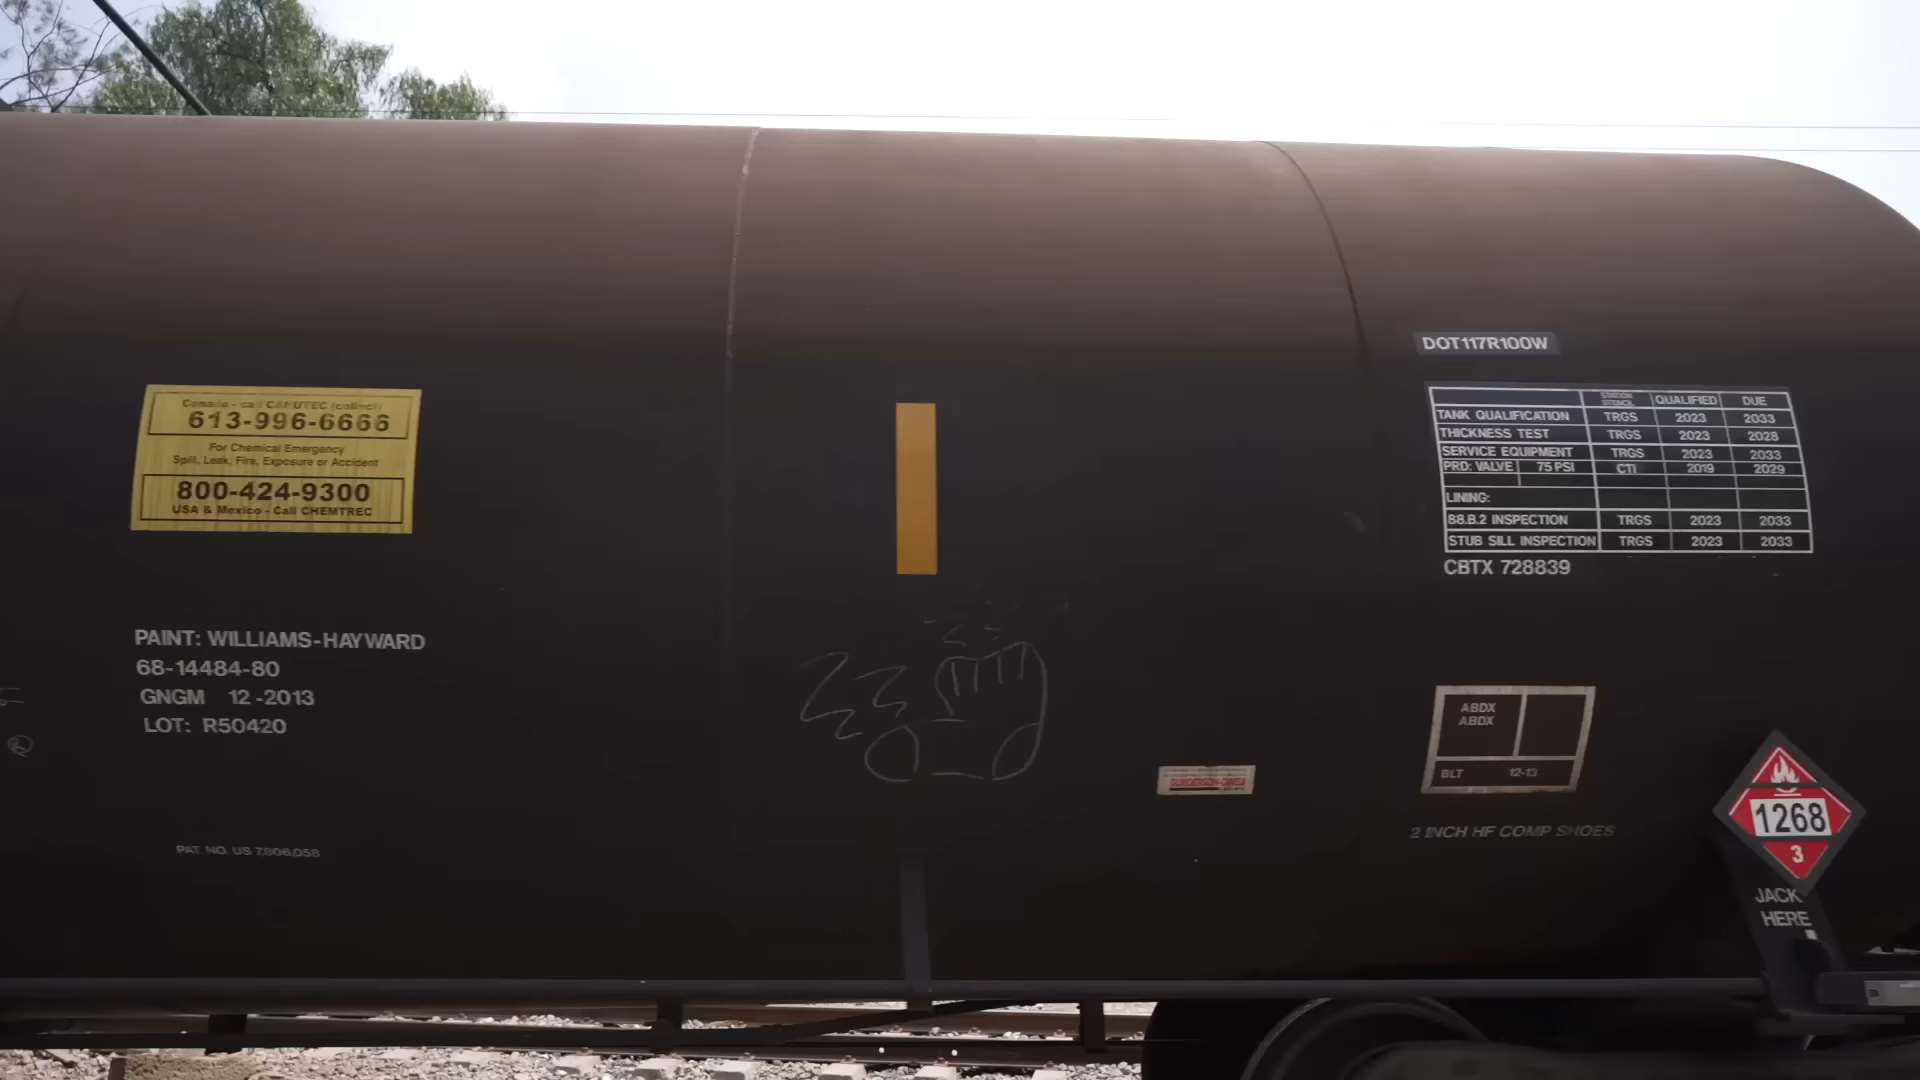 Canada - call CANUTEC (collect)
613-996-6666
For Chemical Emergency
Spill, Leak, Fire, Exposure or Accident
800-424-9300
USA & Mexico - Call CHEMTREC
PAINT: WILLIAMS-HAYWARD
68-14484-80
GNGM 12-2013
LOT: R50420
PAT. NO. US 7,806,058
GUNDERSON-GIMSA
DOT117R100W
STATION STENCIL QUALIFIED DUE
TANK QUALIFICATION TRGS 2023 2033
THICKNESS TEST TRGS 2023 2028
SERVICE EQUIPMENT TRGS 2023 2033
PRD: VALVE 75 PSI CTI 2019 2029
LINING:
88.B.2 INSPECTION TRGS 2023 2033
STUB SILL INSPECTION TRGS 2023 2033
CBTX 728839
ABDX
ABDX
BLT 12-13
2 INCH HF COMP SHOES
1268
3
JACK
HERE